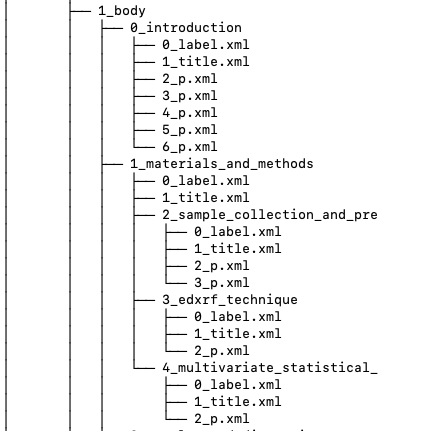 1_body
0_introduction
0_label.xml
1_title.xml
2_p.xml
3_p.xml
4_p.xml
5_p.xml
6_p.xml
1_materials_and_methods
0_label.xml
1_title.xml
2_sample_collection_and_pre
0_label.xml
1_title.xml
2_p.xml
3_p.xml
3_edxrf_technique
0_label.xml
1_title.xml
2_p.xml
4_multivariate_statistical_
0_label.xml
1_title.xml
2_p.xml